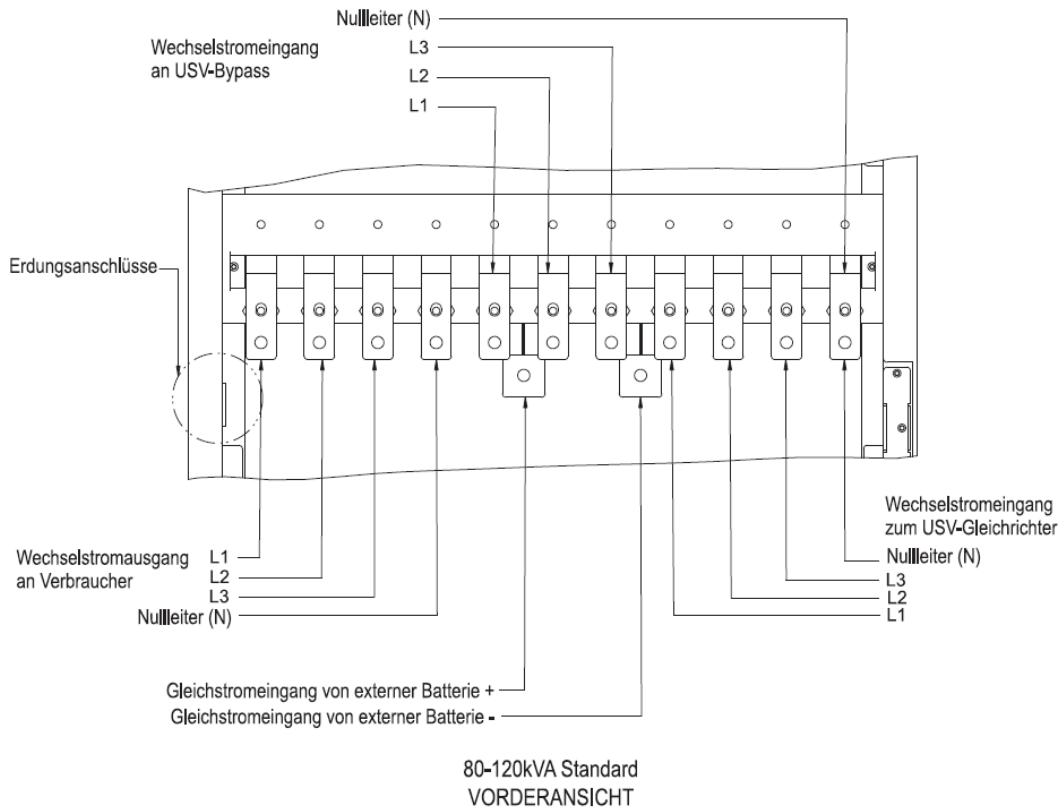 Nullleiter (N)
Wechselstromeingang
an USV-Bypass
L3
L2
L1
Erdungsanschlüsse
Wechselstromausgang
an Verbraucher
L1
L2
L3
Nullleiter (N)
Wechselstromeingang
zum USV-Gleichrichter
Nullleiter (N)
L3
L2
L1
Gleichstromeingang von externer Batterie +
Gleichstromeingang von externer Batterie -
80-120kVA Standard
VORDERANSICHT